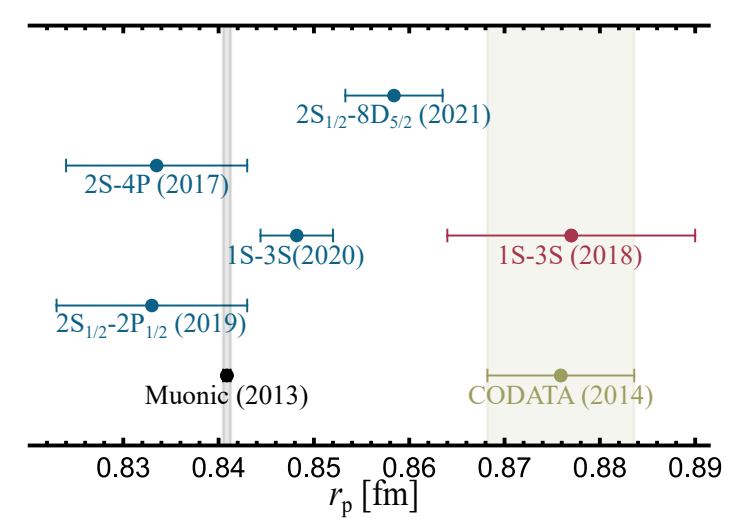 2S₁/₂-8D₅/₂ (2021)
2S-4P (2017)
1S-3S(2020)
1S-3S (2018)
2S₁/₂-2P₁/₂ (2019)
Muonic (2013)
CODATA (2014)
0.83 0.84 0.85 0.86 0.87 0.88 0.89
rₚ [fm]